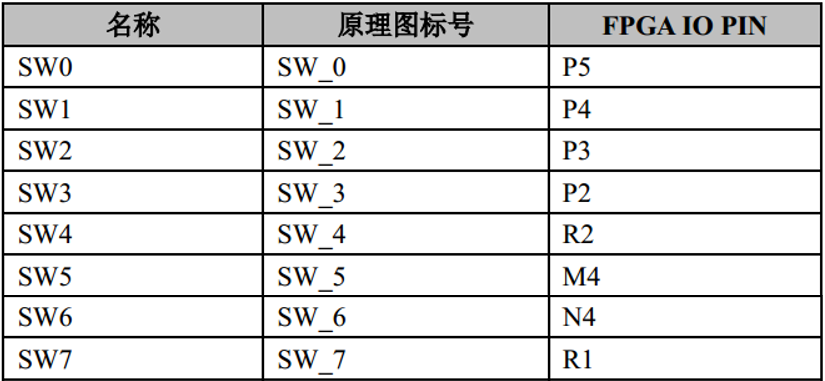 名称 原理图标号 FPGA IO PIN
SW0 SW_0 P5
SW1 SW_1 P4
SW2 SW_2 P3
SW3 SW_3 P2
SW4 SW_4 R2
SW5 SW_5 M4
SW6 SW_6 N4
SW7 SW_7 R1